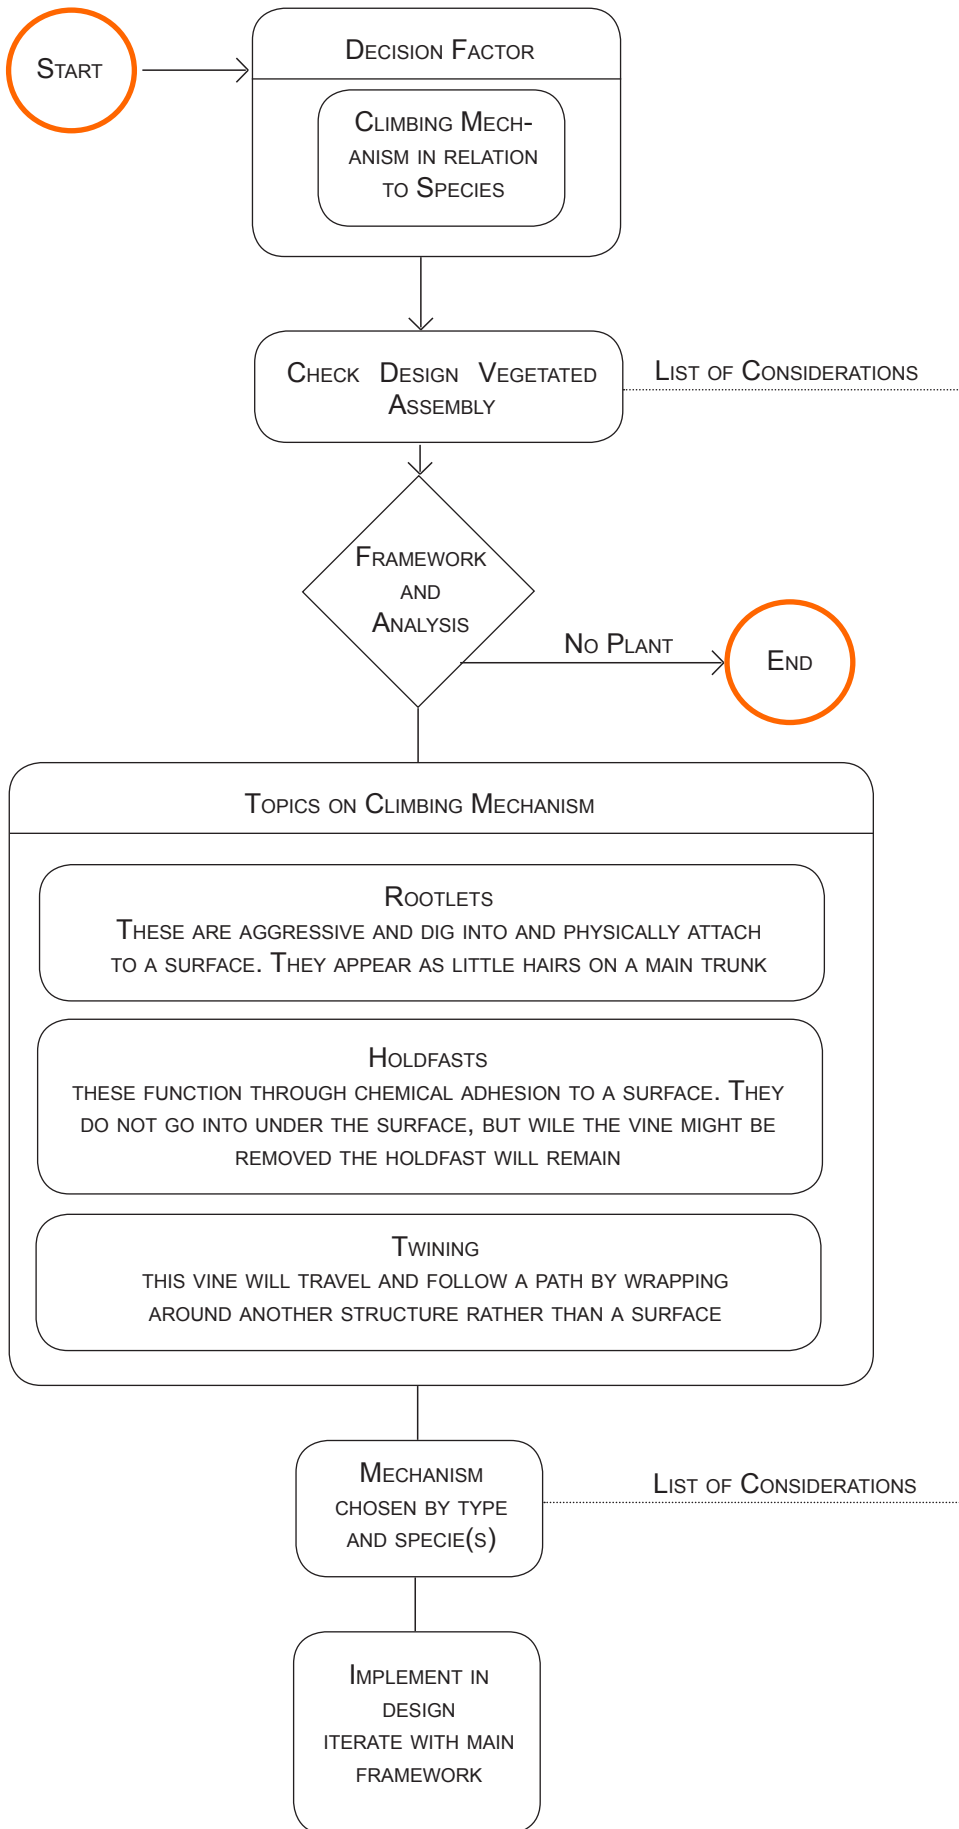 Start
Decision Factor
Climbing Mech-
anism in relation
to Species
Check Design Vegetated
Assembly
List of Considerations
Framework
and
Analysis
No Plant
End
Topics on Climbing Mechanism
Rootlets
These are aggressive and dig into and physically attach
to a surface. They appear as little hairs on a main trunk
Holdfasts
these function through chemical adhesion to a surface. They
do not go into under the surface, but wile the vine might be
removed the holdfast will remain
Twining
this vine will travel and follow a path by wrapping
around another structure rather than a surface
Mechanism
chosen by type
and specie(s)
List of Considerations
Implement in
design
iterate with main
framework